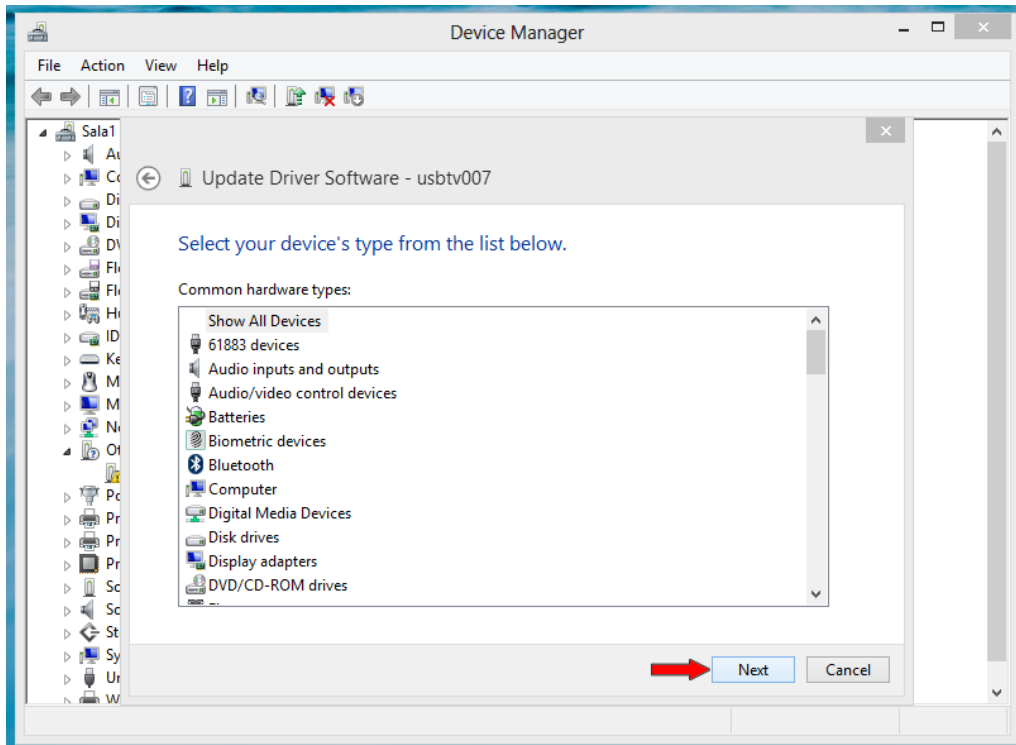 Device Manager
File Action View Help
Sala1
Update Driver Software - usbtv007
Select your device's type from the list below.
Common hardware types:
Show All Devices
61883 devices
Audio inputs and outputs
Audio/video control devices
Batteries
Biometric devices
Bluetooth
Computer
Digital Media Devices
Disk drives
Display adapters
DVD/CD-ROM drives
Next Cancel